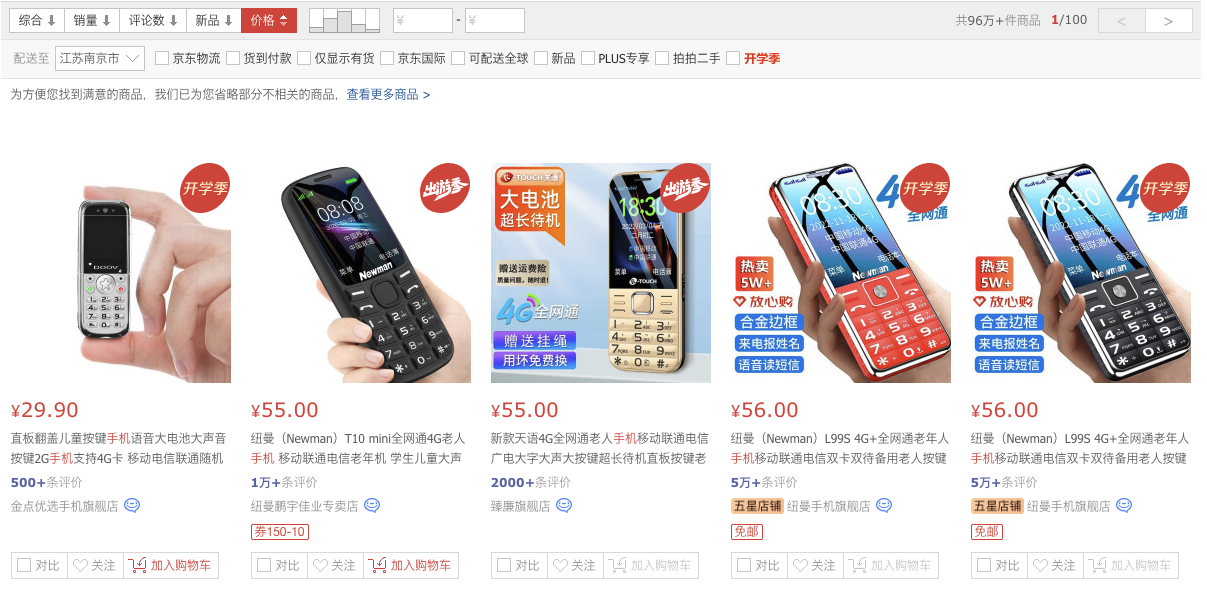 综合 销量 评论数 新品 价格 ¥ - ¥ 共96万+件商品 1/100 < >
配送至 江苏南京市 京东物流 货到付款 仅显示有货 京东国际 可配送全球 新品 PLUS专享 拍拍二手 开学季
为方便您找到满意的商品，我们已为您省略部分不相关的商品，查看更多商品 >
开学季
DOOV
¥29.90
直板翻盖儿童按键手机语音大电池大声音
按键2G手机支持4G卡 移动电信联通随机
500+条评价
金点优选手机旗舰店
对比 关注 加入购物车
出游季
08:08
中国移动
中国联通
菜单 电话簿
Newman
¥55.00
纽曼（Newman）T10 mini全网通4G老人
手机 移动联通电信老年机 学生儿童大声
1万+条评价
纽曼鹏宇佳业专卖店
券150-10
对比 关注 加入购物车
K-TOUCH天语
出游季
大电池
超长待机
18:30
2022/03/04
菜单 电话簿
K-TOUCH
赠送运费险
质量问题，随时退!
4G全网通
赠送挂绳
用环免费换
¥55.00
新款天语4G全网通老人手机移动联通电信
广电大字大声大按键超长待机直板按键老
2000+条评价
臻廉旗舰店
对比 关注 加入购物车
开学季
4
全网通
08:30
中国移动4G
中国联通4G
菜单 电话本
Newman
热卖
5W+
放心购
合金边框
来电报姓名
语音读短信
¥56.00
纽曼（Newman）L99S 4G+全网通老年人
手机移动联通电信双卡双待备用老人按键
5万+条评价
五星店铺 纽曼手机旗舰店
免邮
对比 关注 加入购物车
开学季
4
全网通
08:30
中国移动4G
中国联通4G
菜单 电话本
Newman
热卖
5W+
放心购
合金边框
来电报姓名
语音读短信
¥56.00
纽曼（Newman）L99S 4G+全网通老年人
手机移动联通电信双卡双待备用老人按键
5万+条评价
五星店铺 纽曼手机旗舰店
免邮
对比 关注 加入购物车